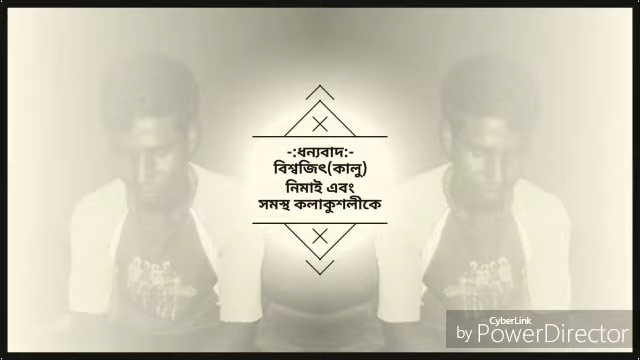 -:ধন্যবাদ:-
বিশ্বজিৎ(কালু)
নিমাই এবং
সমস্থ কলাকুশলীকে
CyberLink
by PowerDirector